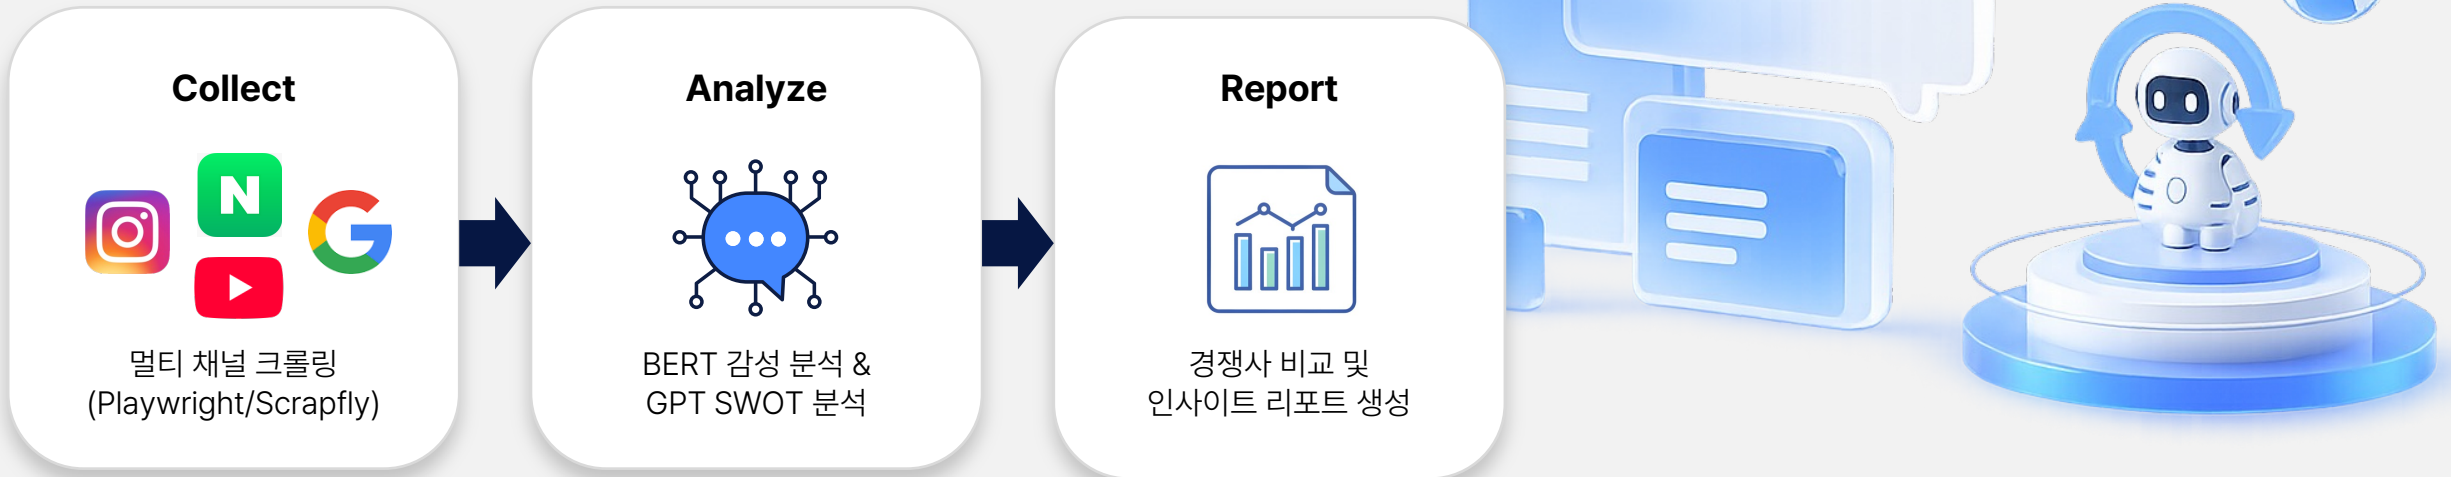 Collect
N
G
멀티 채널 크롤링
(Playwright/Scrapfly)
Analyze
BERT 감성 분석 &
GPT SWOT 분석
Report
경쟁사 비교 및
인사이트 리포트 생성